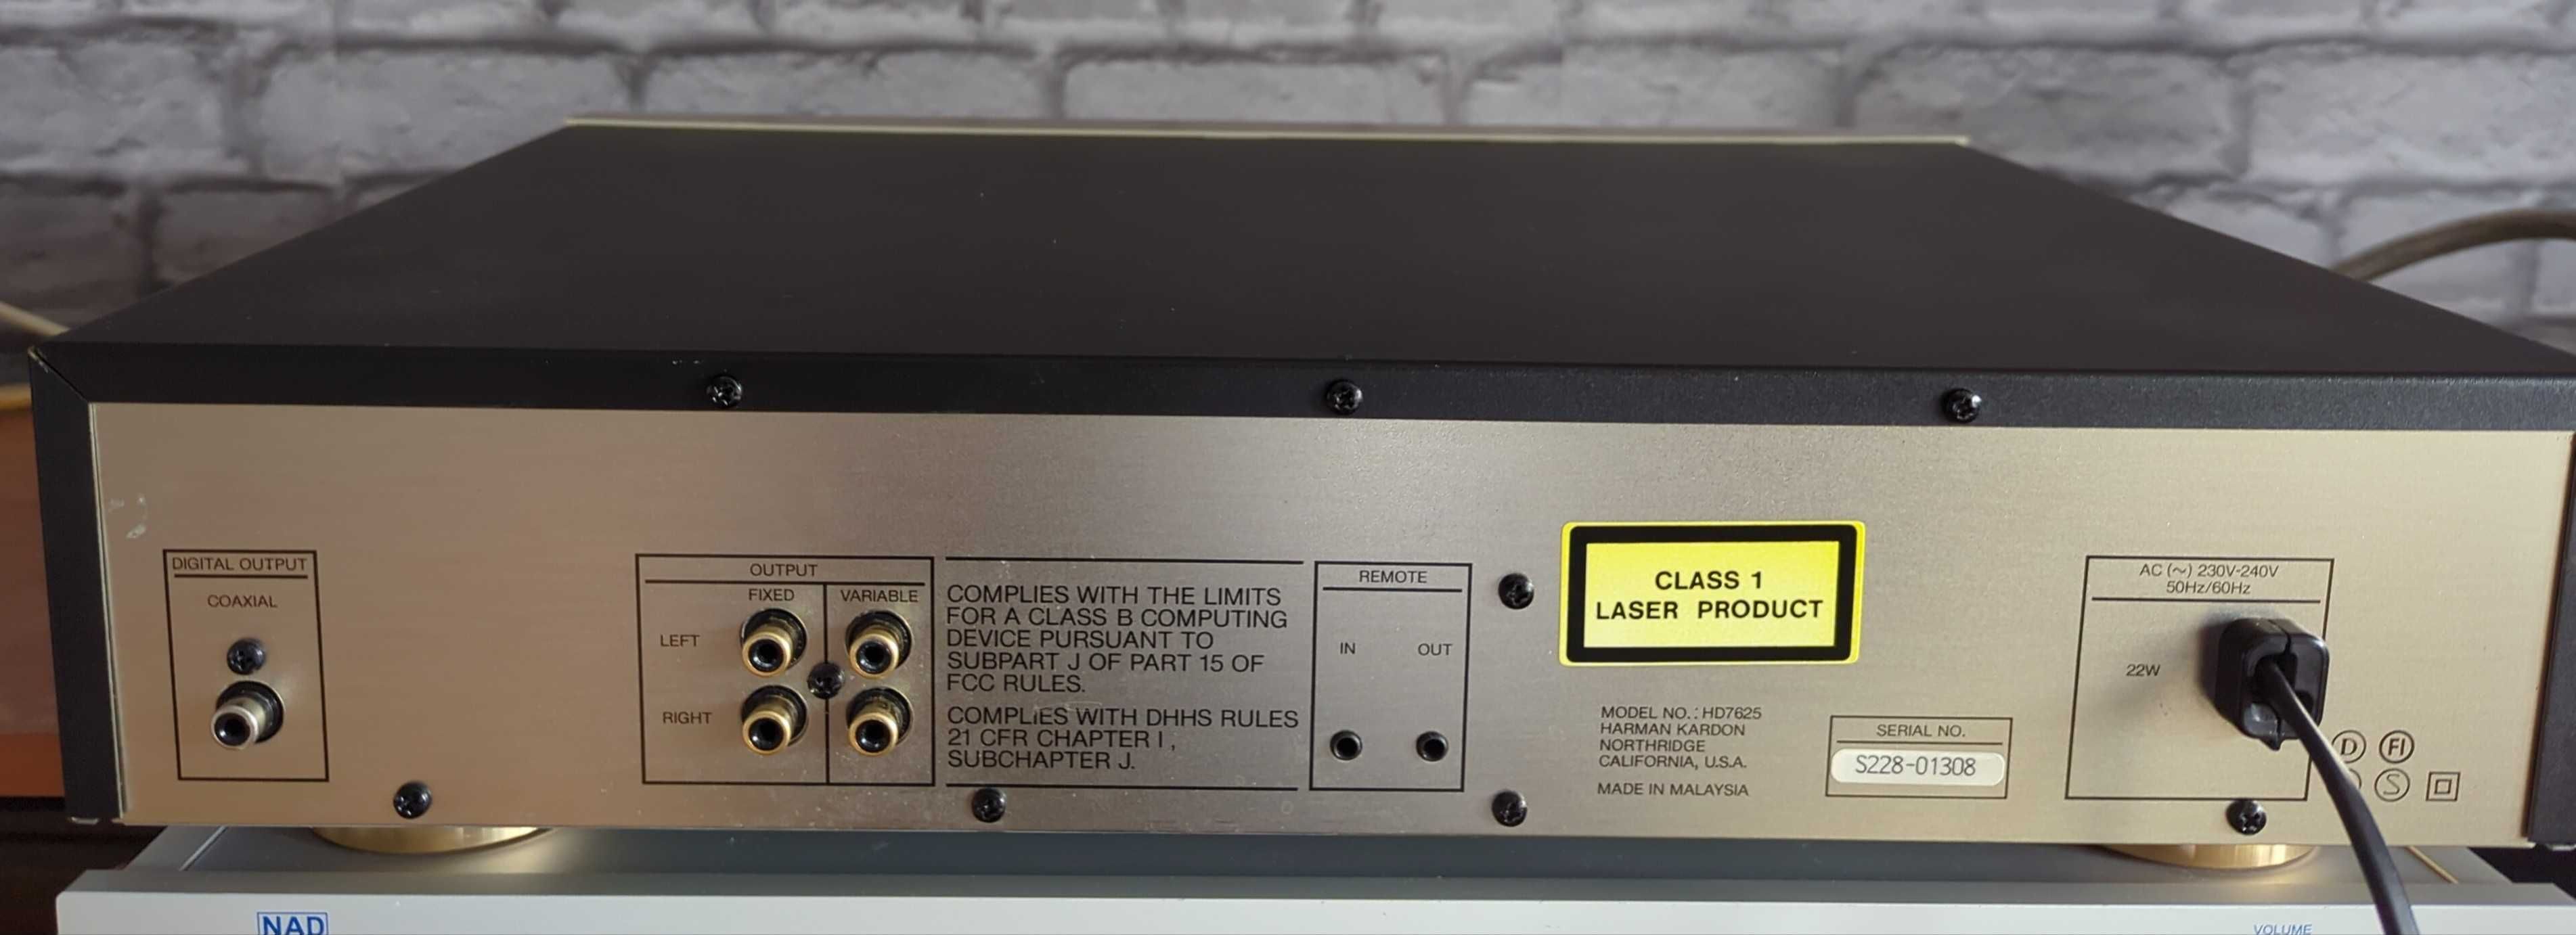 DIGITAL OUTPUT
COAXIAL
OUTPUT
FIXED VARIABLE
LEFT
RIGHT
COMPLIES WITH THE LIMITS
FOR A CLASS B COMPUTING
DEVICE PURSUANT TO
SUBPART J OF PART 15 OF
FCC RULES.
COMPLIES WITH DHHS RULES
21 CFR CHAPTER I ,
SUBCHAPTER J.
REMOTE
IN OUT
CLASS 1
LASER PRODUCT
MODEL NO.: HD7625
HARMAN KARDON
NORTHRIDGE
CALIFORNIA, U.S.A.
MADE IN MALAYSIA
SERIAL NO.
S228-01308
AC (~) 230V-240V
50Hz/60Hz
22W
D FI
S
NAD
VOLUME